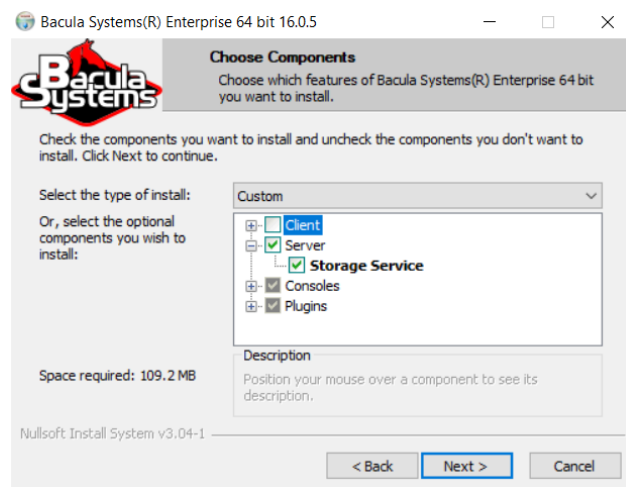 Bacula Systems(R) Enterprise 64 bit 16.0.5
Bacula
Systems
Choose Components
Choose which features of Bacula Systems(R) Enterprise 64 bit
you want to install.
Check the components you want to install and uncheck the components you don't want to
install. Click Next to continue.
Select the type of install:
Custom
Or, select the optional
components you wish to
install:
Client
Server
Storage Service
Consoles
Plugins
Space required: 109.2 MB
Description
Position your mouse over a component to see its
description.
Nullsoft Install System v3.04-1
< Back
Next >
Cancel